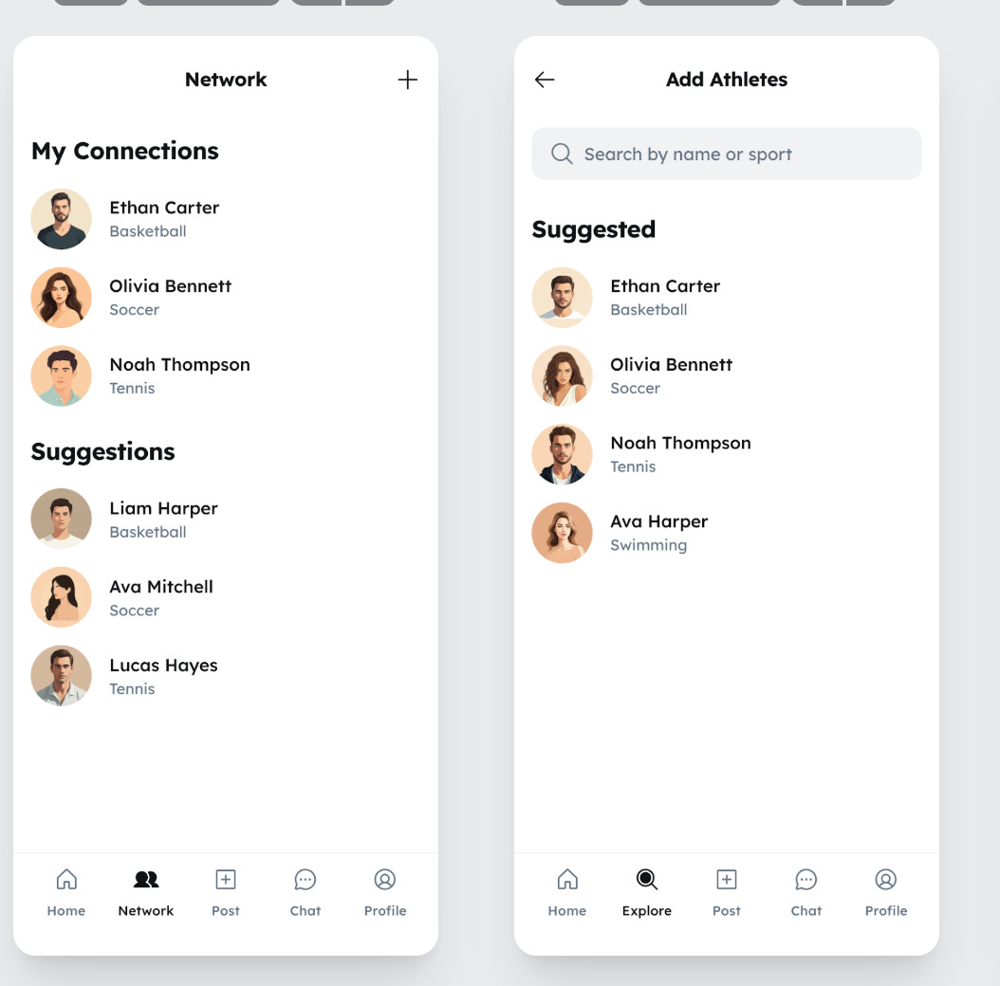 Network
My Connections
Ethan Carter
Basketball
Olivia Bennett
Soccer
Noah Thompson
Tennis
Suggestions
Liam Harper
Basketball
Ava Mitchell
Soccer
Lucas Hayes
Tennis
Home Network Post Chat Profile
Add Athletes
Search by name or sport
Suggested
Ethan Carter
Basketball
Olivia Bennett
Soccer
Noah Thompson
Tennis
Ava Harper
Swimming
Home Explore Post Chat Profile